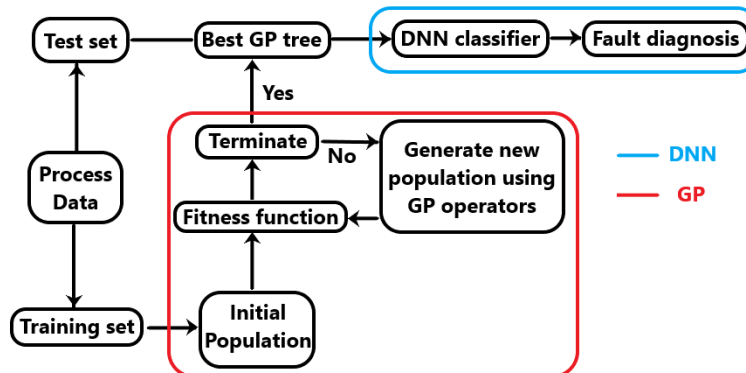 Test set
Best GP tree
DNN classifier
Fault diagnosis
Yes
Terminate
No
Generate new
population using
GP operators
DNN
GP
Process
Data
Fitness function
Training set
Initial
Population